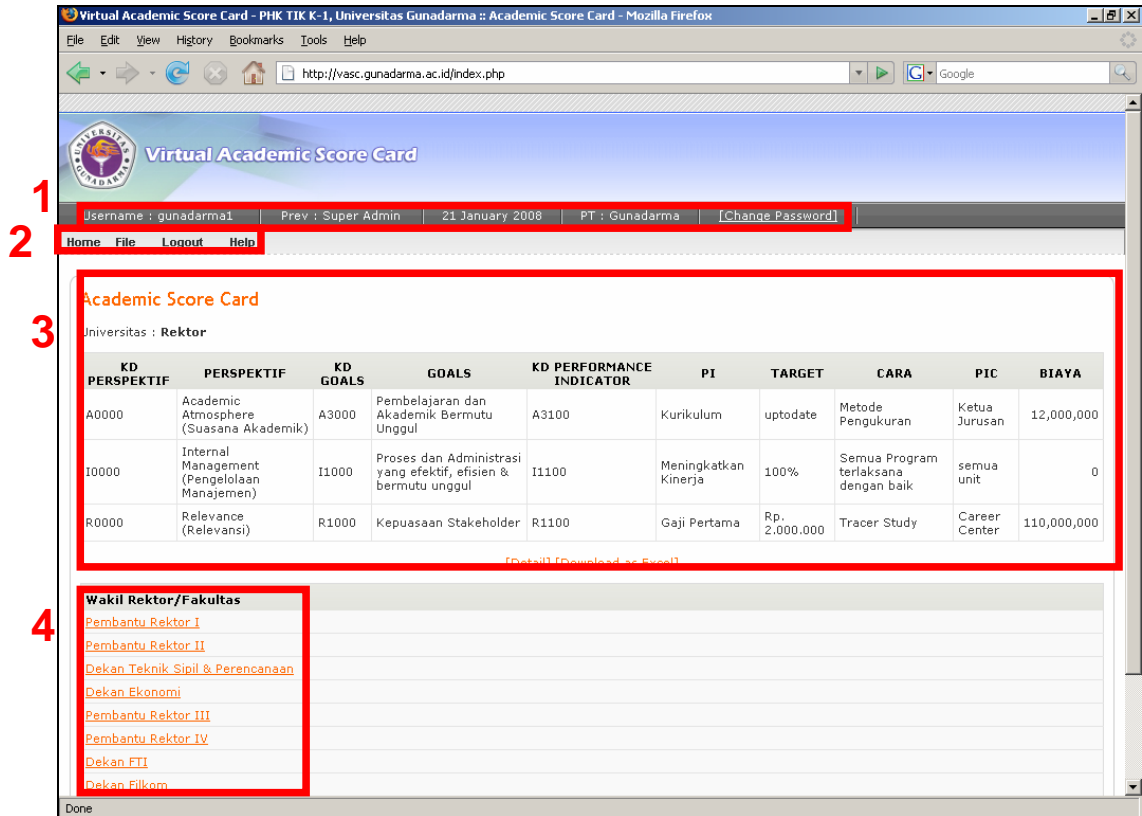 Virtual Academic Score Card - PHK TIK K-1, Universitas Gunadarma :: Academic Score Card - Mozilla Firefox
File Edit View History Bookmarks Tools Help
http://vasc.gunadarma.ac.id/index.php
G Google
UNIVERSITAS GUNADARMA
Virtual Academic Score Card
1
Username : gunadarma1 Prev : Super Admin 21 January 2008 PT : Gunadarma [Change Password]
2
Home File Logout Help
3
Academic Score Card
Universitas : Rektor
KD PERSPEKTIF PERSPEKTIF KD GOALS GOALS KD PERFORMANCE INDICATOR PI TARGET CARA PIC BIAYA
A0000 Academic Atmosphere (Suasana Akademik) A3000 Pembelajaran dan Akademik Bermutu Unggul A3100 Kurikulum uptodate Metode Pengukuran Ketua Jurusan 12,000,000
I0000 Internal Management (Pengelolaan Manajemen) I1000 Proses dan Administrasi yang efektif, efisien & bermutu unggul I1100 Meningkatkan Kinerja 100% Semua Program terlaksana dengan baik semua unit 0
R0000 Relevance (Relevansi) R1000 Kepuasaan Stakeholder R1100 Gaji Pertama Rp. 2.000.000 Tracer Study Career Center 110,000,000
[Detail] [Download as Excel]
4
Wakil Rektor/Fakultas
Pembantu Rektor I
Pembantu Rektor II
Dekan Teknik Sipil & Perencanaan
Dekan Ekonomi
Pembantu Rektor III
Pembantu Rektor IV
Dekan FTI
Dekan Filkom
Done